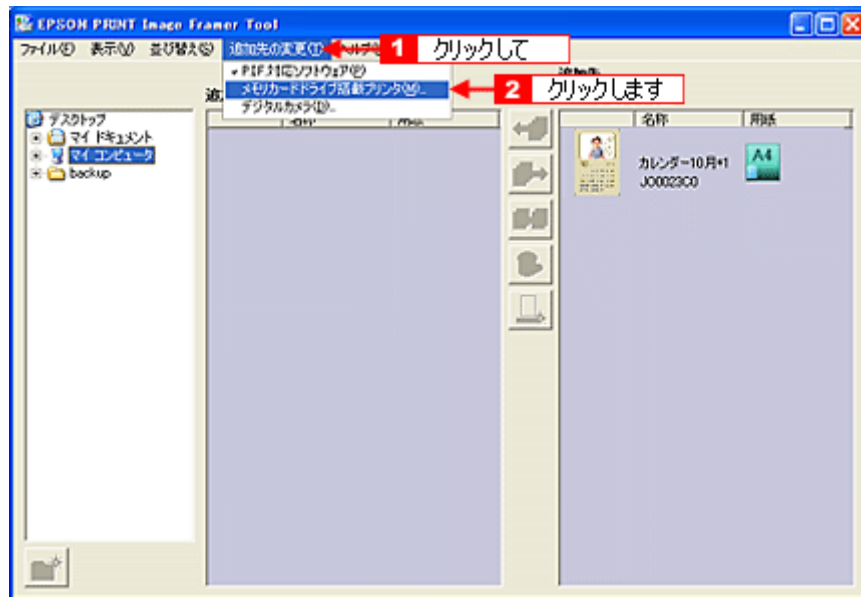 EPSON PRINT Image Framer Tool
ファイル(F) 表示(V) 並び替え(S) 追加先の変更(T) ヘルプ
1 クリックして
PIF対応ソフトウェア(P)
メモリカードドライブ搭載プリンタ(M)...
2 クリックします
デジタルカメラ(D)...
デスクトップ
マイ ドキュメント
マイ コンピュータ
backup
名称 用紙
カレンダー10月*1
JO0023C0
A4